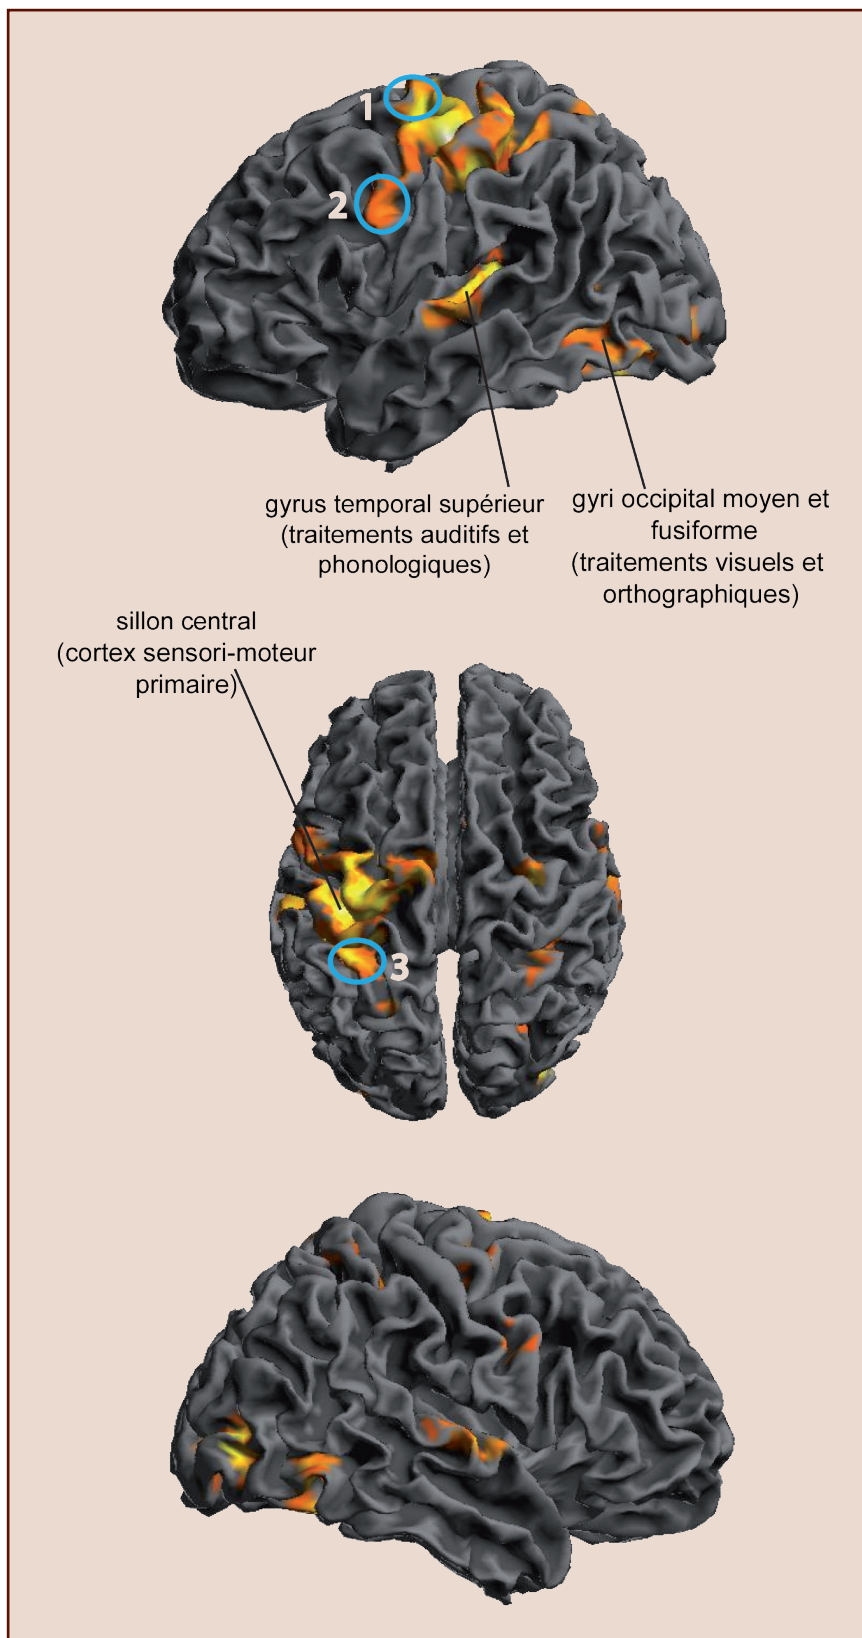 1
2
gyrus temporal supérieur
(traitements auditifs et
phonologiques)
gyri occipital moyen et
fusiforme
(traitements visuels et
orthographiques)
sillon central
(cortex sensori-moteur
primaire)
3